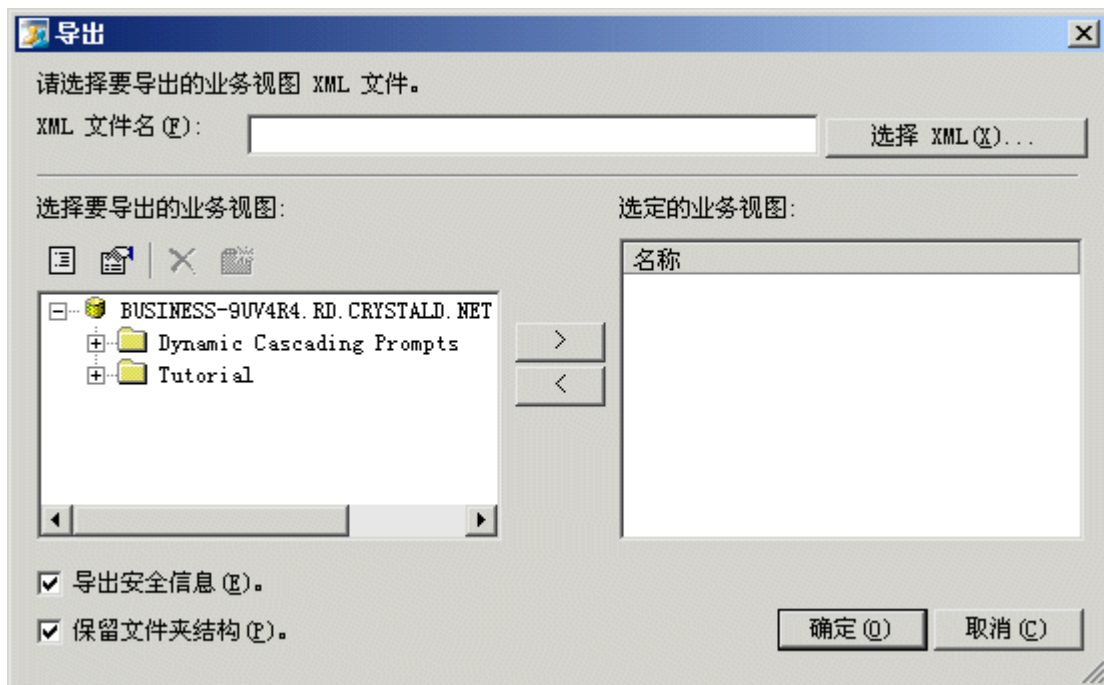 导出
请选择要导出的业务视图 XML 文件。
XML 文件名(F):
选择 XML(X)...
选择要导出的业务视图:
选定的业务视图:
名称
BUSINESS-9UV4R4.RD.CRYSTALD.NET
Dynamic Cascading Prompts
Tutorial
>
<
导出安全信息(E)。
保留文件夹结构(P)。
确定(O)
取消(C)